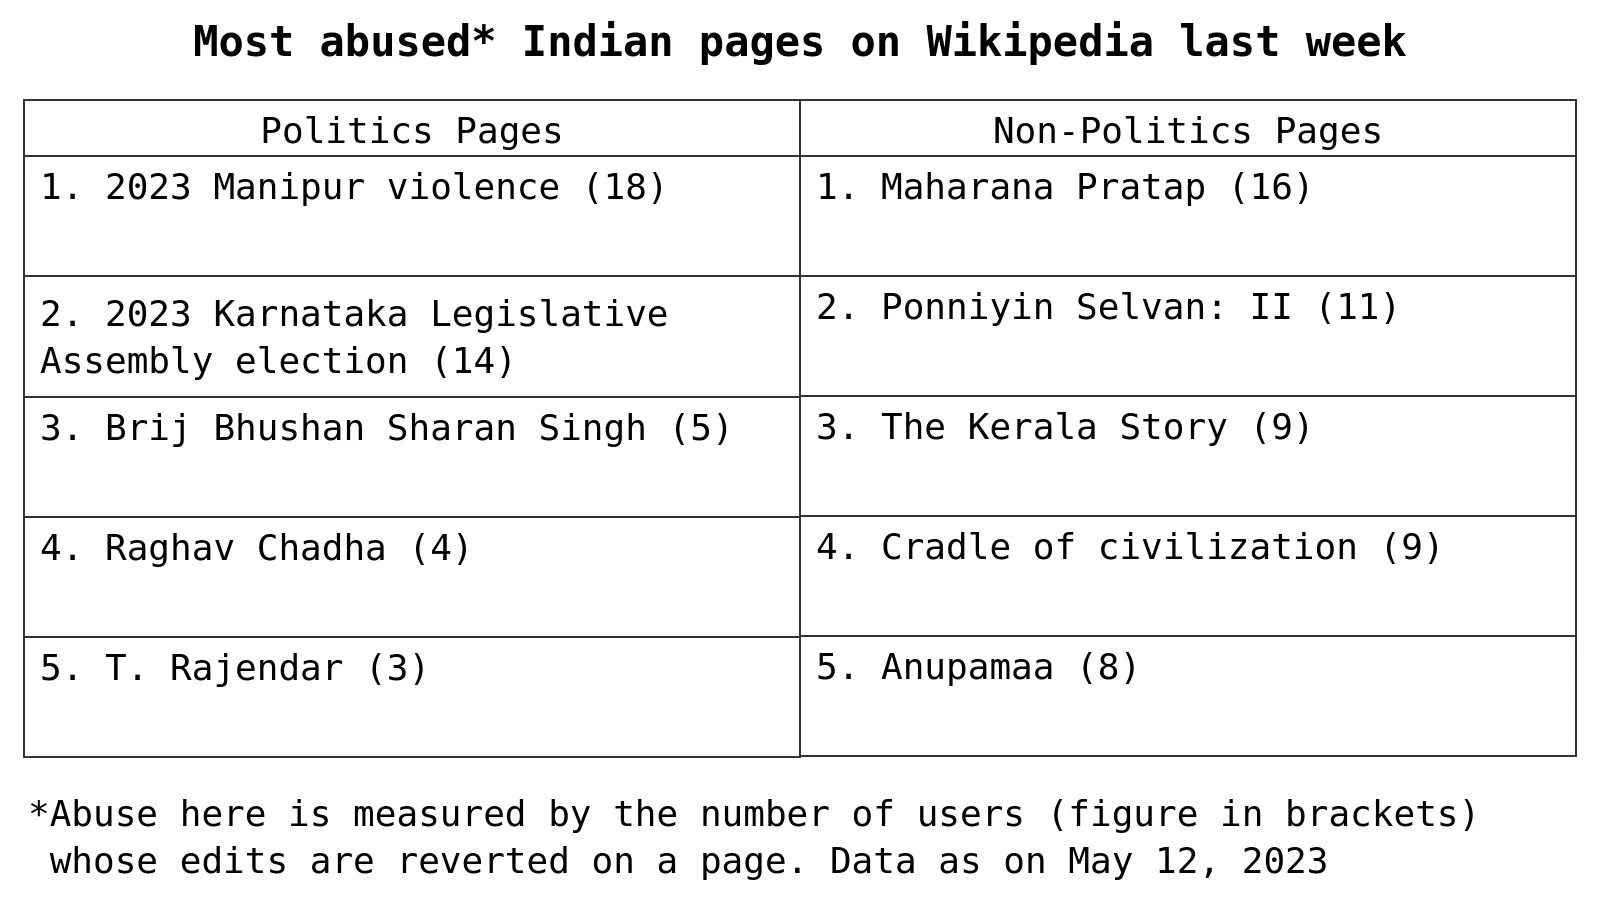 Most abused* Indian pages on Wikipedia last week
Politics Pages
1. 2023 Manipur violence (18)
2. 2023 Karnataka Legislative
Assembly election (14)
3. Brij Bhushan Sharan Singh (5)
4. Raghav Chadha (4)
5. T. Rajendar (3)
Non-Politics Pages
1. Maharana Pratap (16)
2. Ponniyin Selvan: II (11)
3. The Kerala Story (9)
4. Cradle of civilization (9)
5. Anupamaa (8)
*Abuse here is measured by the number of users (figure in brackets)
whose edits are reverted on a page. Data as on May 12, 2023